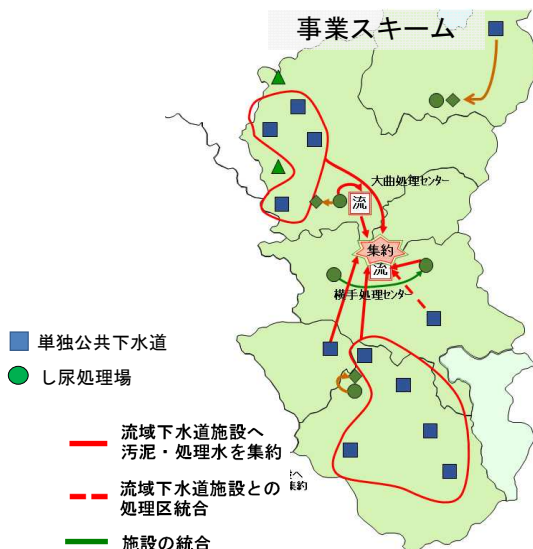 事業スキーム
大曲処理センター
流
集約
流
横手処理センター
単独公共下水道
し尿処理場
流域下水道施設へ
汚泥・処理水を集約
流域下水道施設との
処理区統合
施設の統合